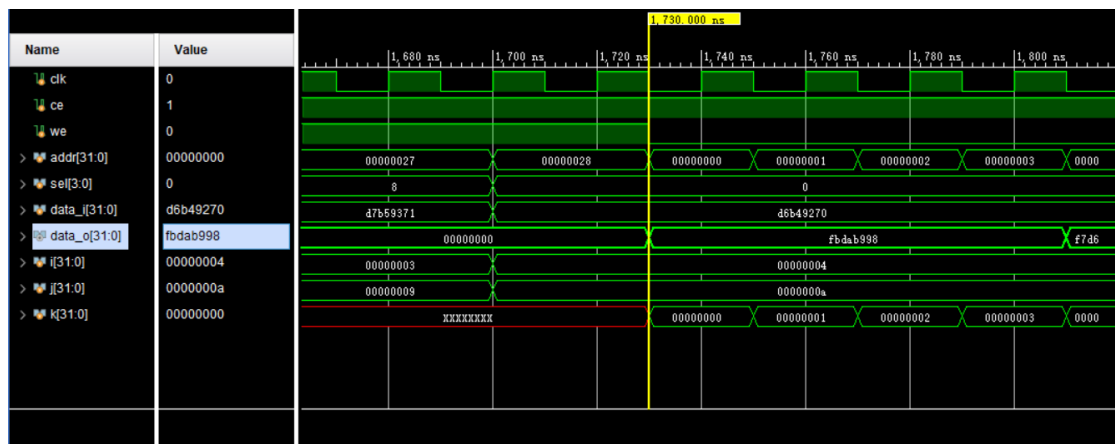 1,730.000 ns
Name Value
1,680 ns 1,700 ns 1,720 ns 1,740 ns 1,760 ns 1,780 ns 1,800 ns
clk 0
ce 1
we 0
addr[31:0] 00000000 00000027 00000028 00000000 00000001 00000002 00000003 0000
sel[3:0] 0 8 0
data_i[31:0] d6b49270 d7b59371 d6b49270
data_o[31:0] fbdab998 00000000 fbdab998 f7d6
i[31:0] 00000004 00000003 00000004
j[31:0] 0000000a 00000009 0000000a
k[31:0] 00000000 XXXXXXXX 00000000 00000001 00000002 00000003 0000